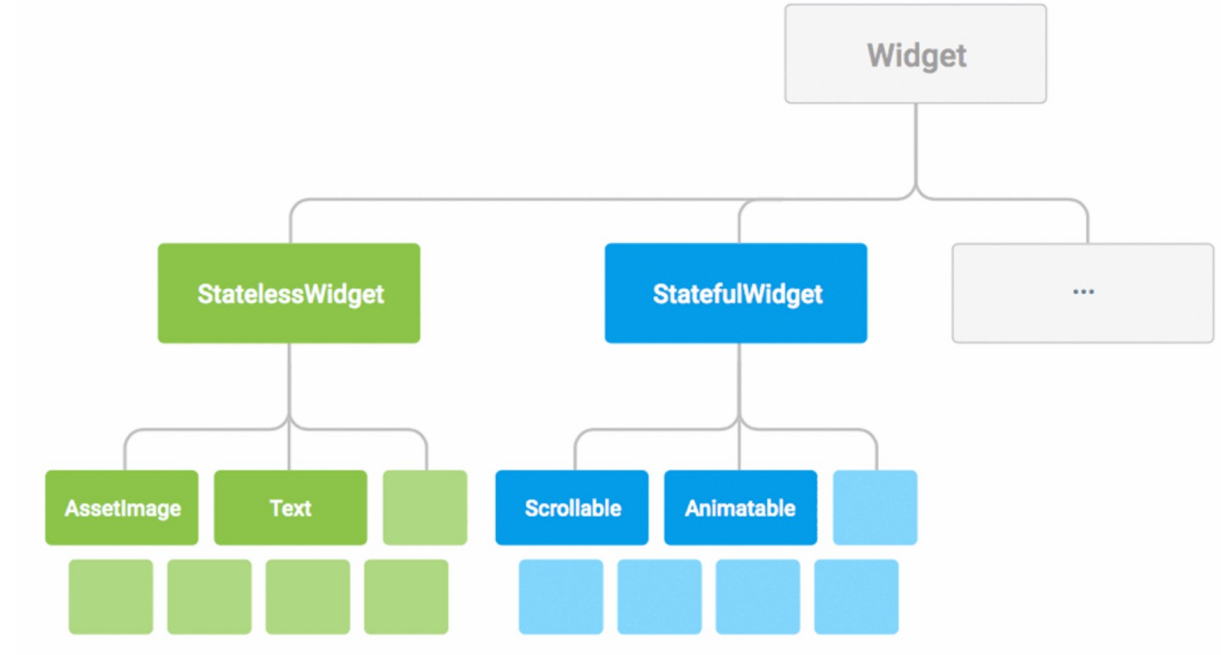 Widget
StatelessWidget
StatefulWidget
...
AssetImage
Text
Scrollable
Animatable